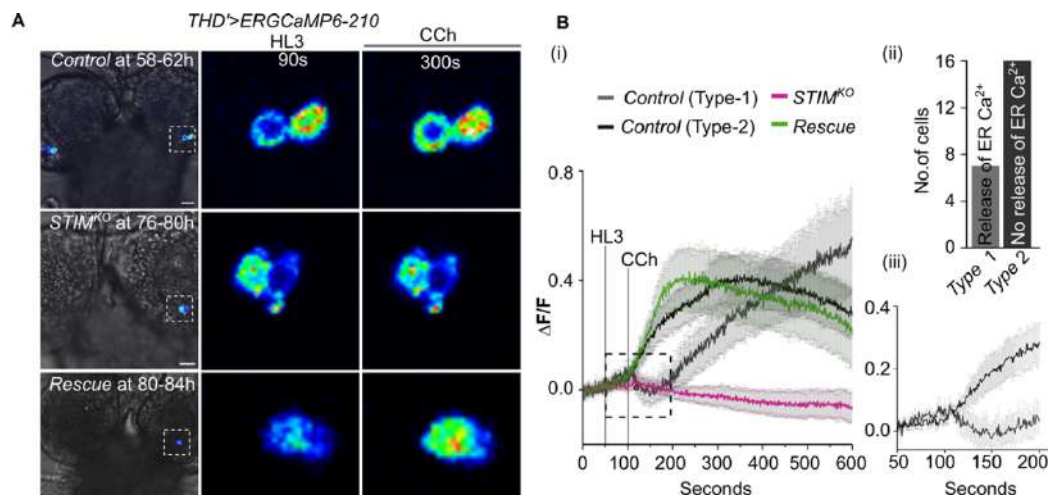 A
THD'>ERGCaMP6-210
HL3
CCh
Control at 58-62h
90s
300s
STIMᴷᴼ at 76-80h
Rescue at 80-84h
B
(i)
Control (Type-1)
STIMᴷᴼ
Control (Type-2)
Rescue
0.8
0.4
0.0
ΔF/F
HL3
CCh
0 100 200 300 400 500 600
Seconds
(ii)
16
12
8
4
0
No.of cells
Release of ER Ca²⁺
No release of ER Ca²⁺
Type 1
Type 2
(iii)
0.4
0.2
0.0
50 100 150 200
Seconds